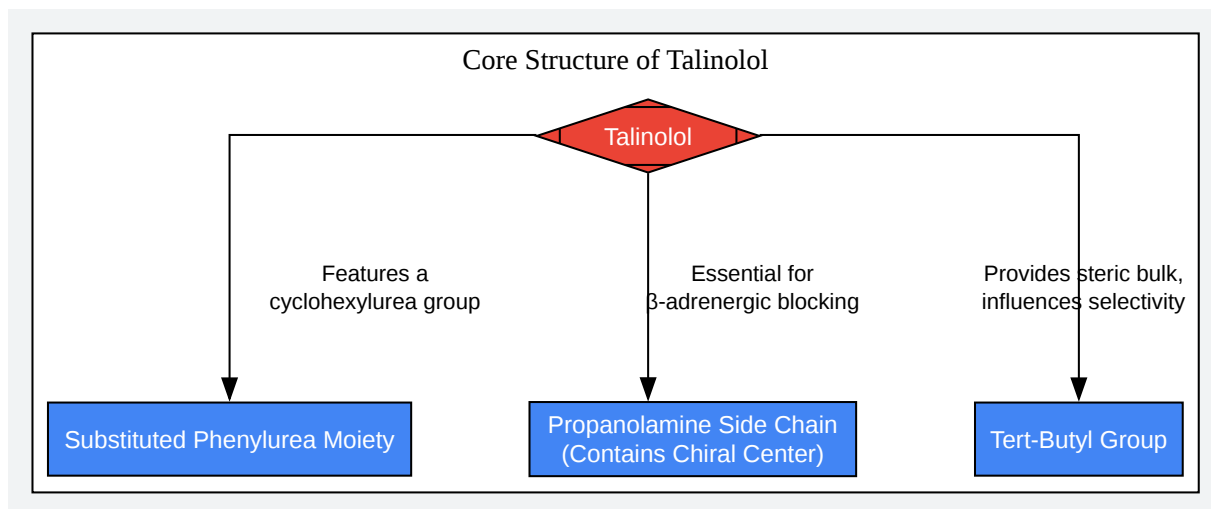 Core Structure of Talinolol
Talinolol
Features a
cyclohexylurea group
Essential for
β-adrenergic blocking
Provides steric bulk,
influences selectivity
Substituted Phenylurea Moiety
Propanolamine Side Chain
(Contains Chiral Center)
Tert-Butyl Group